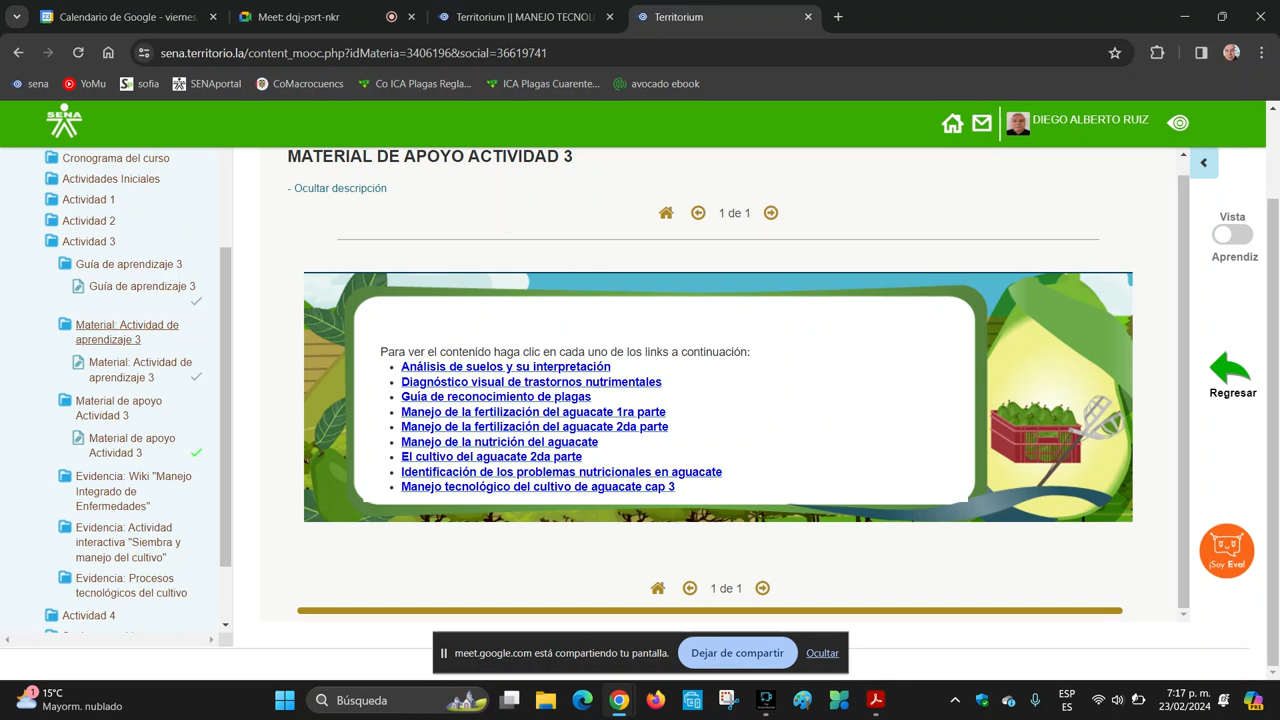 Calendario de Google - viernes,
Meet: dqj-psrt-nkr
Territorium || MANEJO TECNOL
Territorium
sena.territorio.la/content_mooc.php?idMateria=3406196&social=36619741
sena
YouMu
sofia
SENAportal
CoMacrocuencs
Co ICA Plagas Regla...
ICA Plagas Cuarente...
avocado ebook
SENA
DIEGO ALBERTO RUIZ
Cronograma del curso
Actividades Iniciales
Actividad 1
Actividad 2
Actividad 3
Guía de aprendizaje 3
Guía de aprendizaje 3
Material: Actividad de
aprendizaje 3
Material: Actividad de
aprendizaje 3
Material de apoyo
Actividad 3
Material de apoyo
Actividad 3
Evidencia: Wiki "Manejo
Integrado de
Enfermedades"
Evidencia: Actividad
interactiva "Siembra y
manejo del cultivo"
Evidencia: Procesos
tecnológicos del cultivo
Actividad 4
MATERIAL DE APOYO ACTIVIDAD 3
- Ocultar descripción
1 de 1
Para ver el contenido haga clic en cada uno de los links a continuación:
• Análisis de suelos y su interpretación
• Diagnóstico visual de trastornos nutrimentales
• Guía de reconocimiento de plagas
• Manejo de la fertilización del aguacate 1ra parte
• Manejo de la fertilización del aguacate 2da parte
• Manejo de la nutrición del aguacate
• El cultivo del aguacate 2da parte
• Identificación de los problemas nutricionales en aguacate
• Manejo tecnológico del cultivo de aguacate cap 3
1 de 1
Vista
Aprendiz
Regresar
¡Soy Eva!
meet.google.com está compartiendo tu pantalla.
Dejar de compartir
Ocultar
1
15°C
Mayorm. nublado
Búsqueda
ESP
ES
7:17 p. m.
23/02/2024